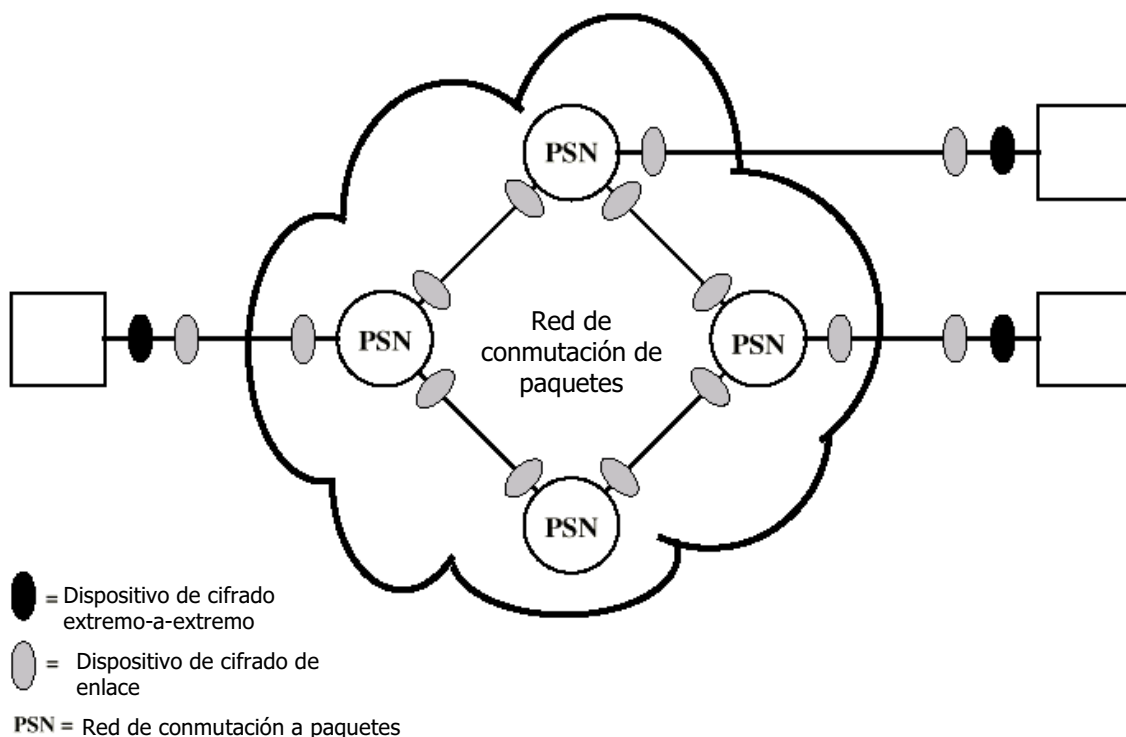 PSN
PSN
Red de
conmutación de
paquetes
PSN
PSN
= Dispositivo de cifrado
extremo-a-extremo
= Dispositivo de cifrado de
enlace
PSN = Red de conmutación a paquetes